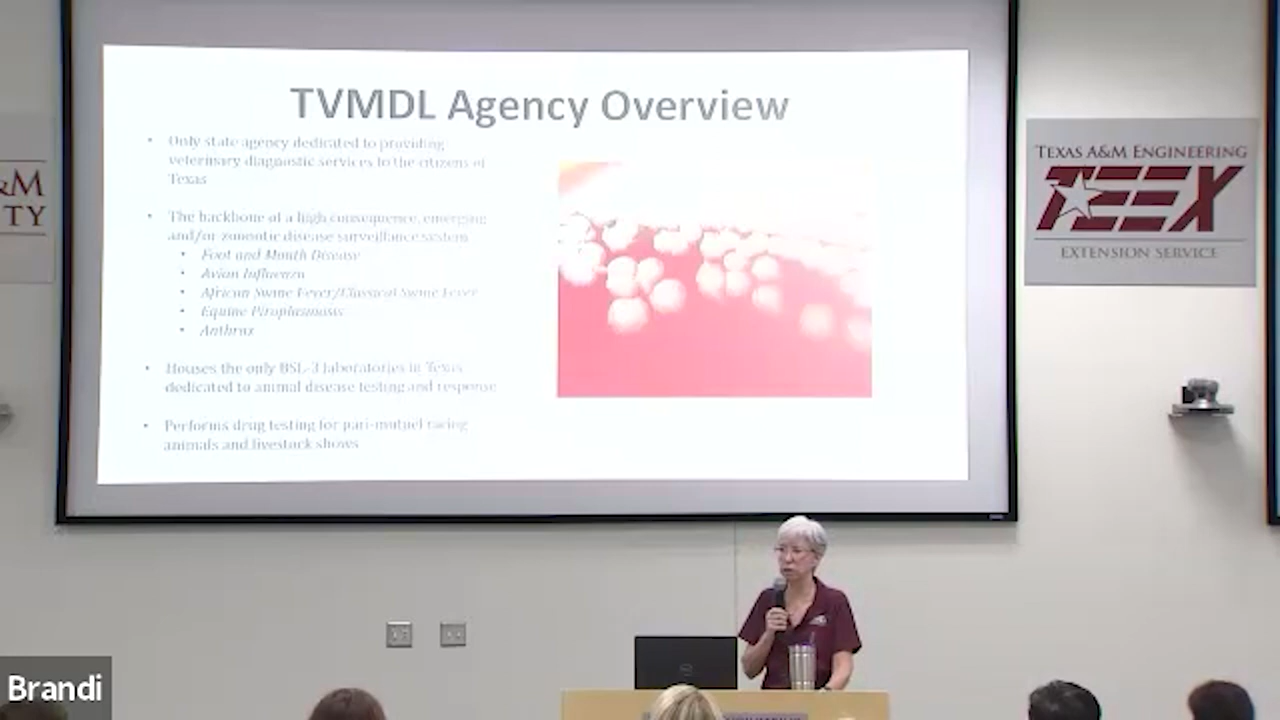 TVMDL Agency Overview
• Only state agency dedicated to providing
veterinary diagnostic services to the citizens of
Texas
• The backbone of a high consequence, emerging
and/or zoonotic disease surveillance system
• Foot and Mouth Disease
• Avian Influenza
• African Swine Fever/Classical Swine Fever
• Equine Piroplasmosis
• Anthrax
• Houses the only BSL-3 laboratories in Texas
dedicated to animal disease testing and response
• Performs drug testing for pari-mutuel racing
animals and livestock shows
&M
TY
TEXAS A&M ENGINEERING
TEEX
EXTENSION SERVICE
DELL
Brandi